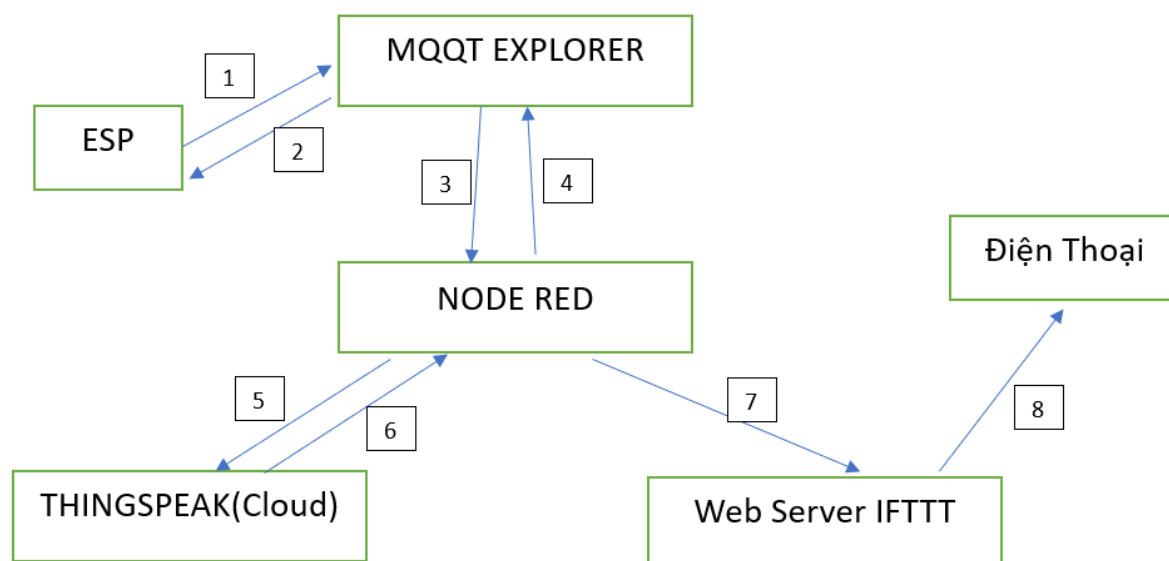 MQQT EXPLORER
1
ESP
2
3
4
Điện Thoại
NODE RED
5
7
8
6
THINGSPEAK(Cloud)
Web Server IFTTT